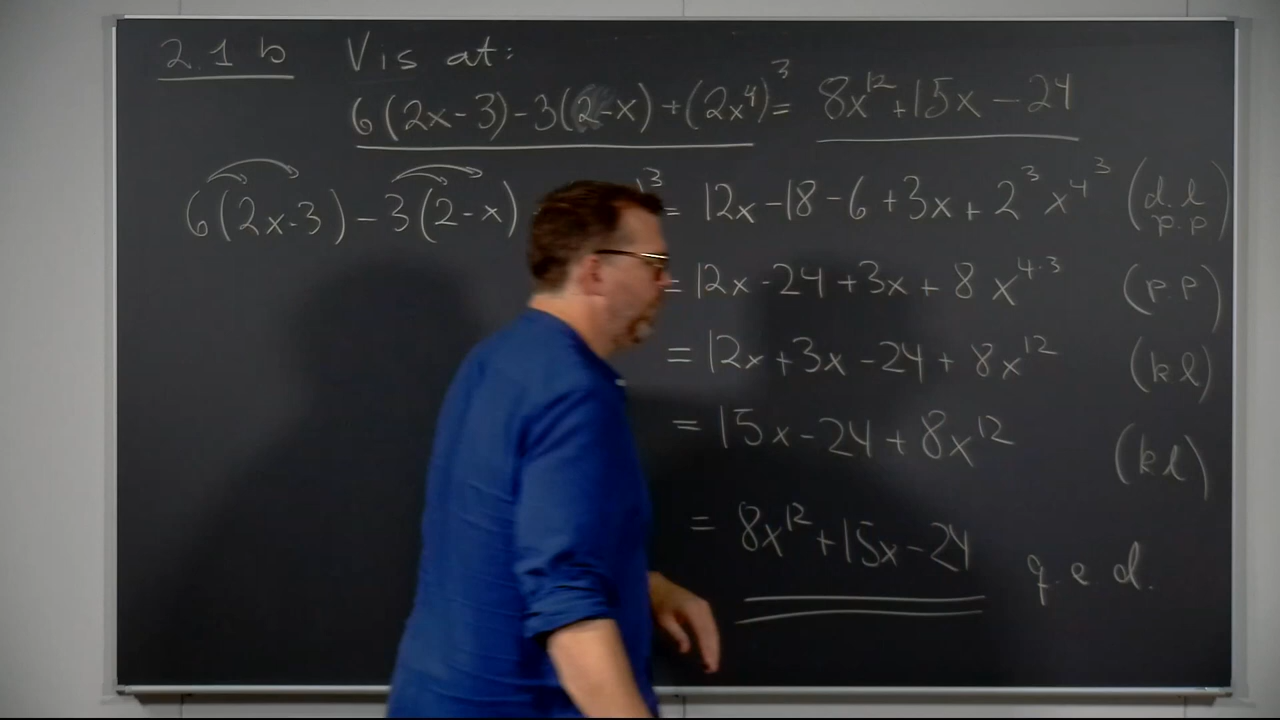 2.1 b Vis at:
6(2x-3)-3(2-x)+(2x⁴)³ = 8x¹²+15x-24
6(2x-3)-3(2-x) ³ = 12x-18-6+3x+2³x⁴³ (d.l p.p)
= 12x-24+3x+8x⁴·³ (p.p)
= 12x+3x-24+8x¹² (kl)
= 15x-24+8x¹² (kl)
= 8x¹²+15x-24 q.e.d.